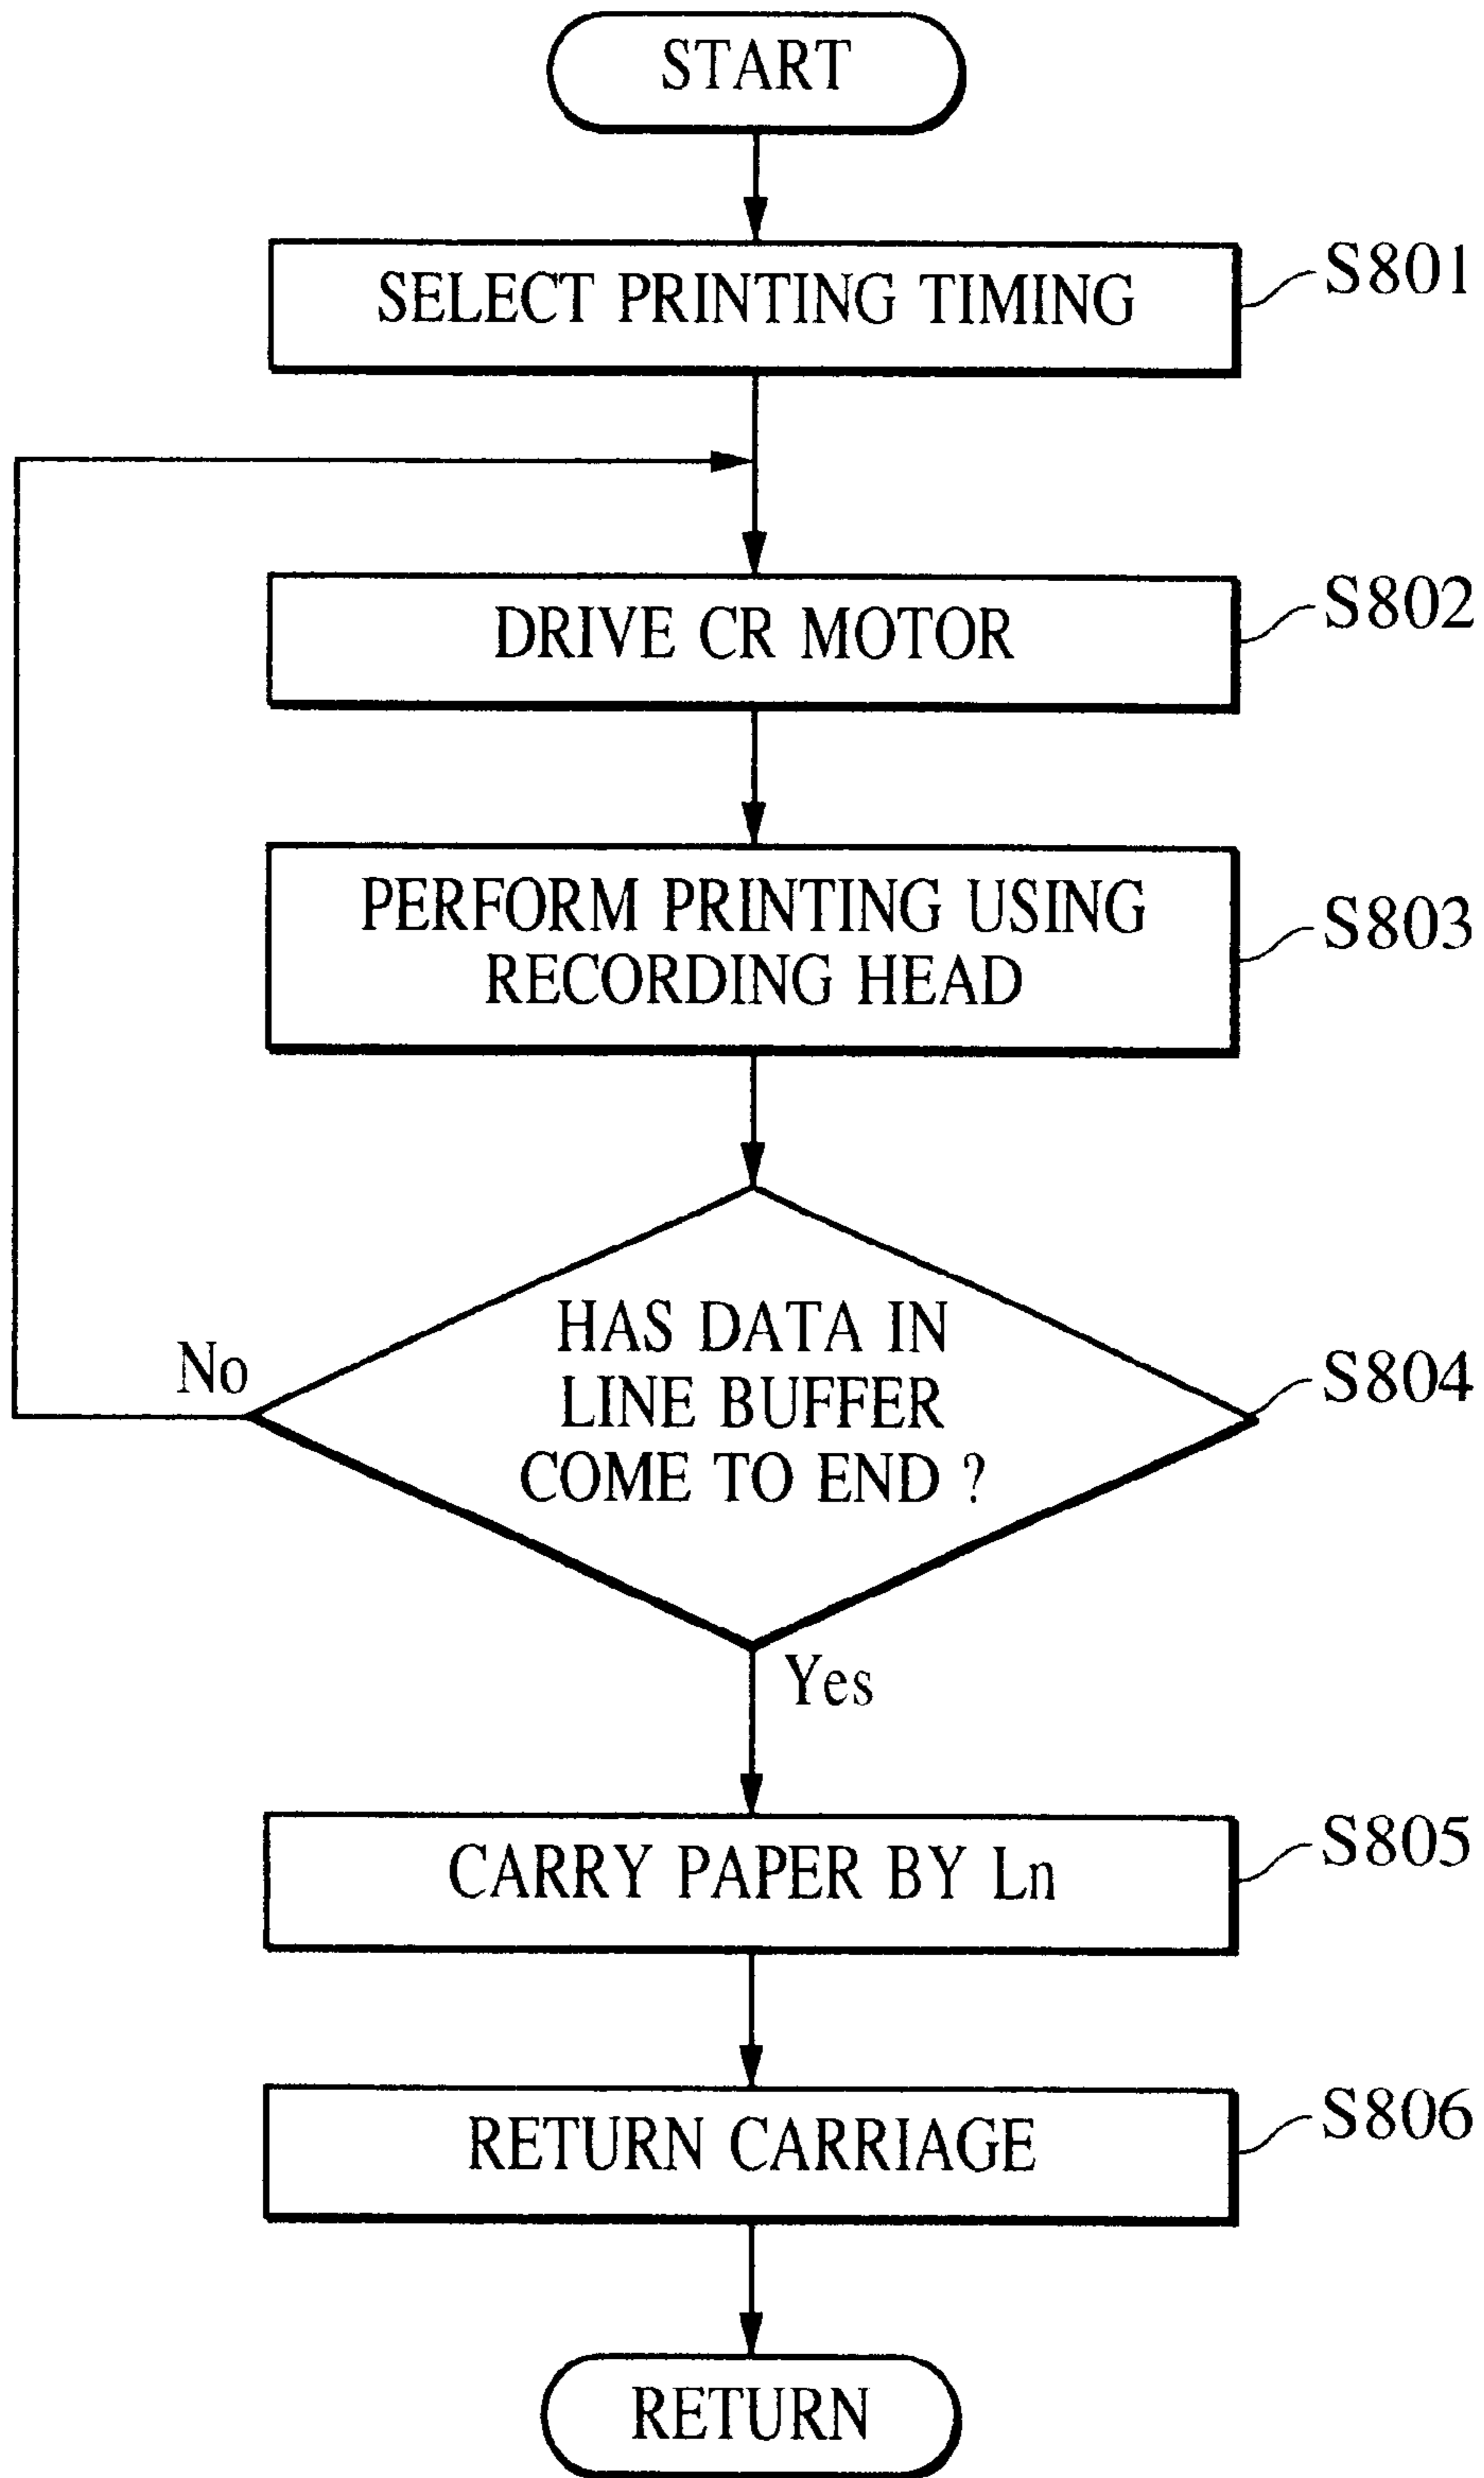 START
SELECT PRINTING TIMING
S801
DRIVE CR MOTOR
S802
PERFORM PRINTING USING
RECORDING HEAD
S803
HAS DATA IN
LINE BUFFER
COME TO END ?
S804
No
Yes
CARRY PAPER BY Ln
S805
RETURN CARRIAGE
S806
RETURN